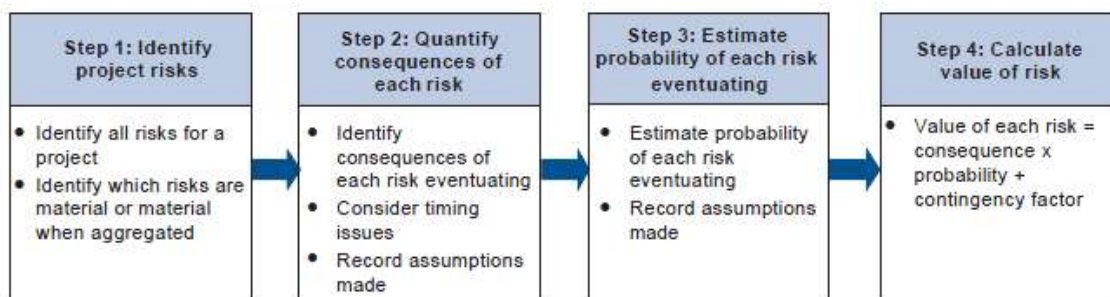 Step 1: Identify
project risks
• Identify all risks for a
project
• Identify which risks are
material or material
when aggregated
Step 2: Quantify
consequences of
each risk
• Identify
consequences of
each risk eventuating
• Consider timing
issues
• Record assumptions
made
Step 3: Estimate
probability of each risk
eventuating
• Estimate probability
of each risk
eventuating
• Record assumptions
made
Step 4: Calculate
value of risk
• Value of each risk =
consequence x
probability +
contingency factor